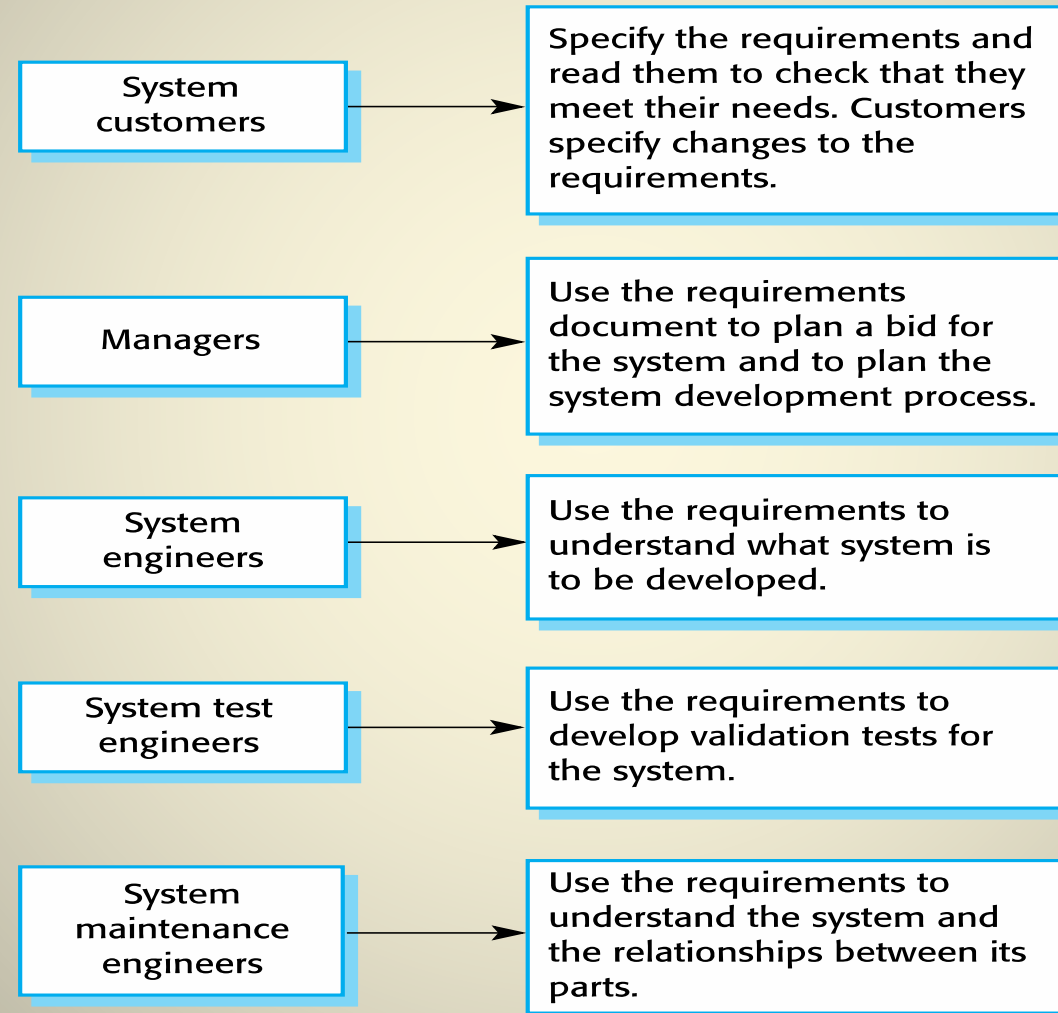 System
customers
Specify the requirements and
read them to check that they
meet their needs. Customers
specify changes to the
requirements.
Managers
Use the requirements
document to plan a bid for
the system and to plan the
system development process.
System
engineers
Use the requirements to
understand what system is
to be developed.
System test
engineers
Use the requirements to
develop validation tests for
the system.
System
maintenance
engineers
Use the requirements to
understand the system and
the relationships between its
parts.